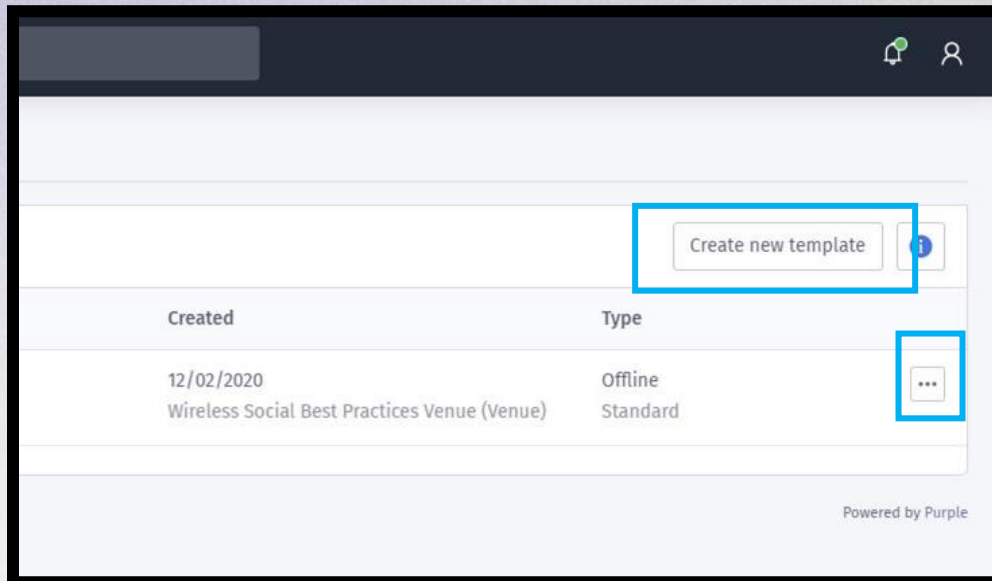 Create new template
Created Type
12/02/2020 Offline
Wireless Social Best Practices Venue (Venue) Standard
Powered by Purple